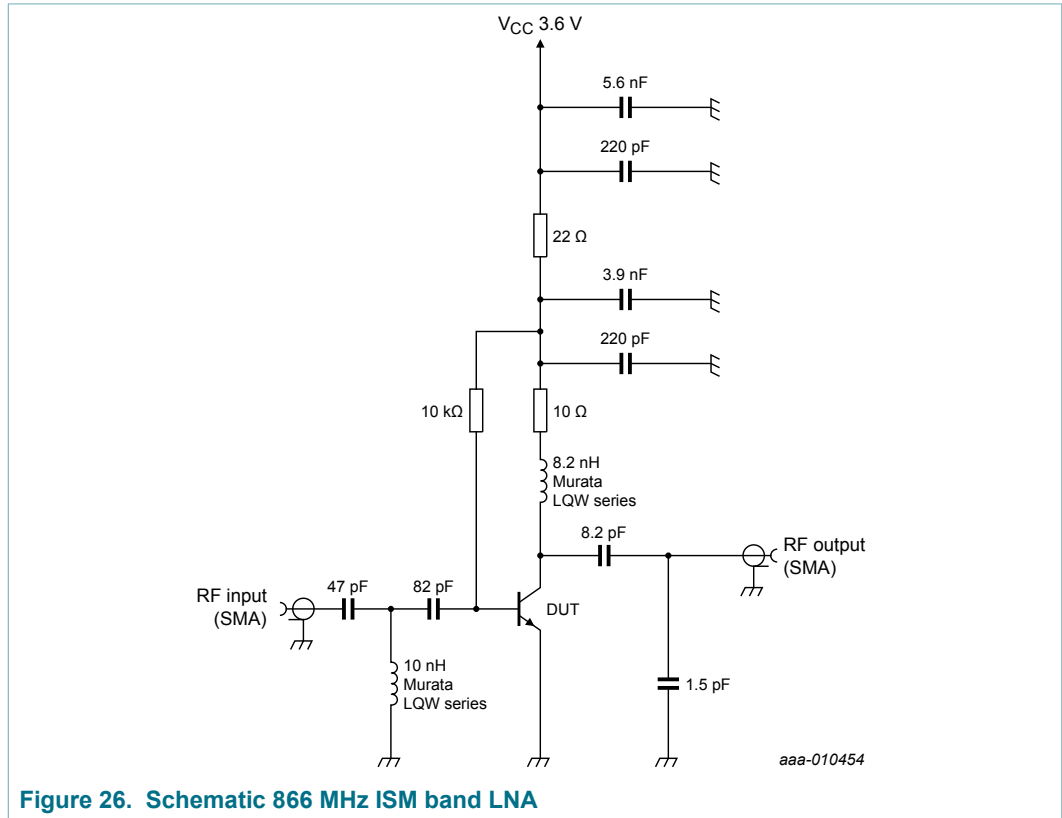 VCC 3.6 V
5.6 nF
220 pF
22 Ω
3.9 nF
220 pF
10 kΩ
10 Ω
8.2 nH
Murata
LQW series
8.2 pF
RF output
(SMA)
47 pF
82 pF
RF input
(SMA)
DUT
10 nH
Murata
LQW series
1.5 pF
aaa-010454
Figure 26. Schematic 866 MHz ISM band LNA